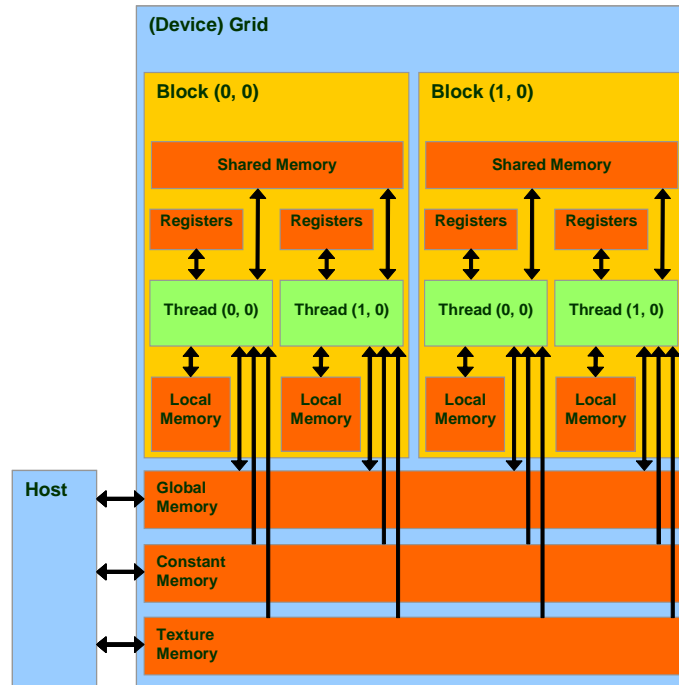 (Device) Grid
Block (0, 0)
Shared Memory
Registers
Registers
Thread (0, 0)
Thread (1, 0)
Local
Memory
Local
Memory
Block (1, 0)
Shared Memory
Registers
Registers
Thread (0, 0)
Thread (1, 0)
Local
Memory
Local
Memory
Host
Global
Memory
Constant
Memory
Texture
Memory